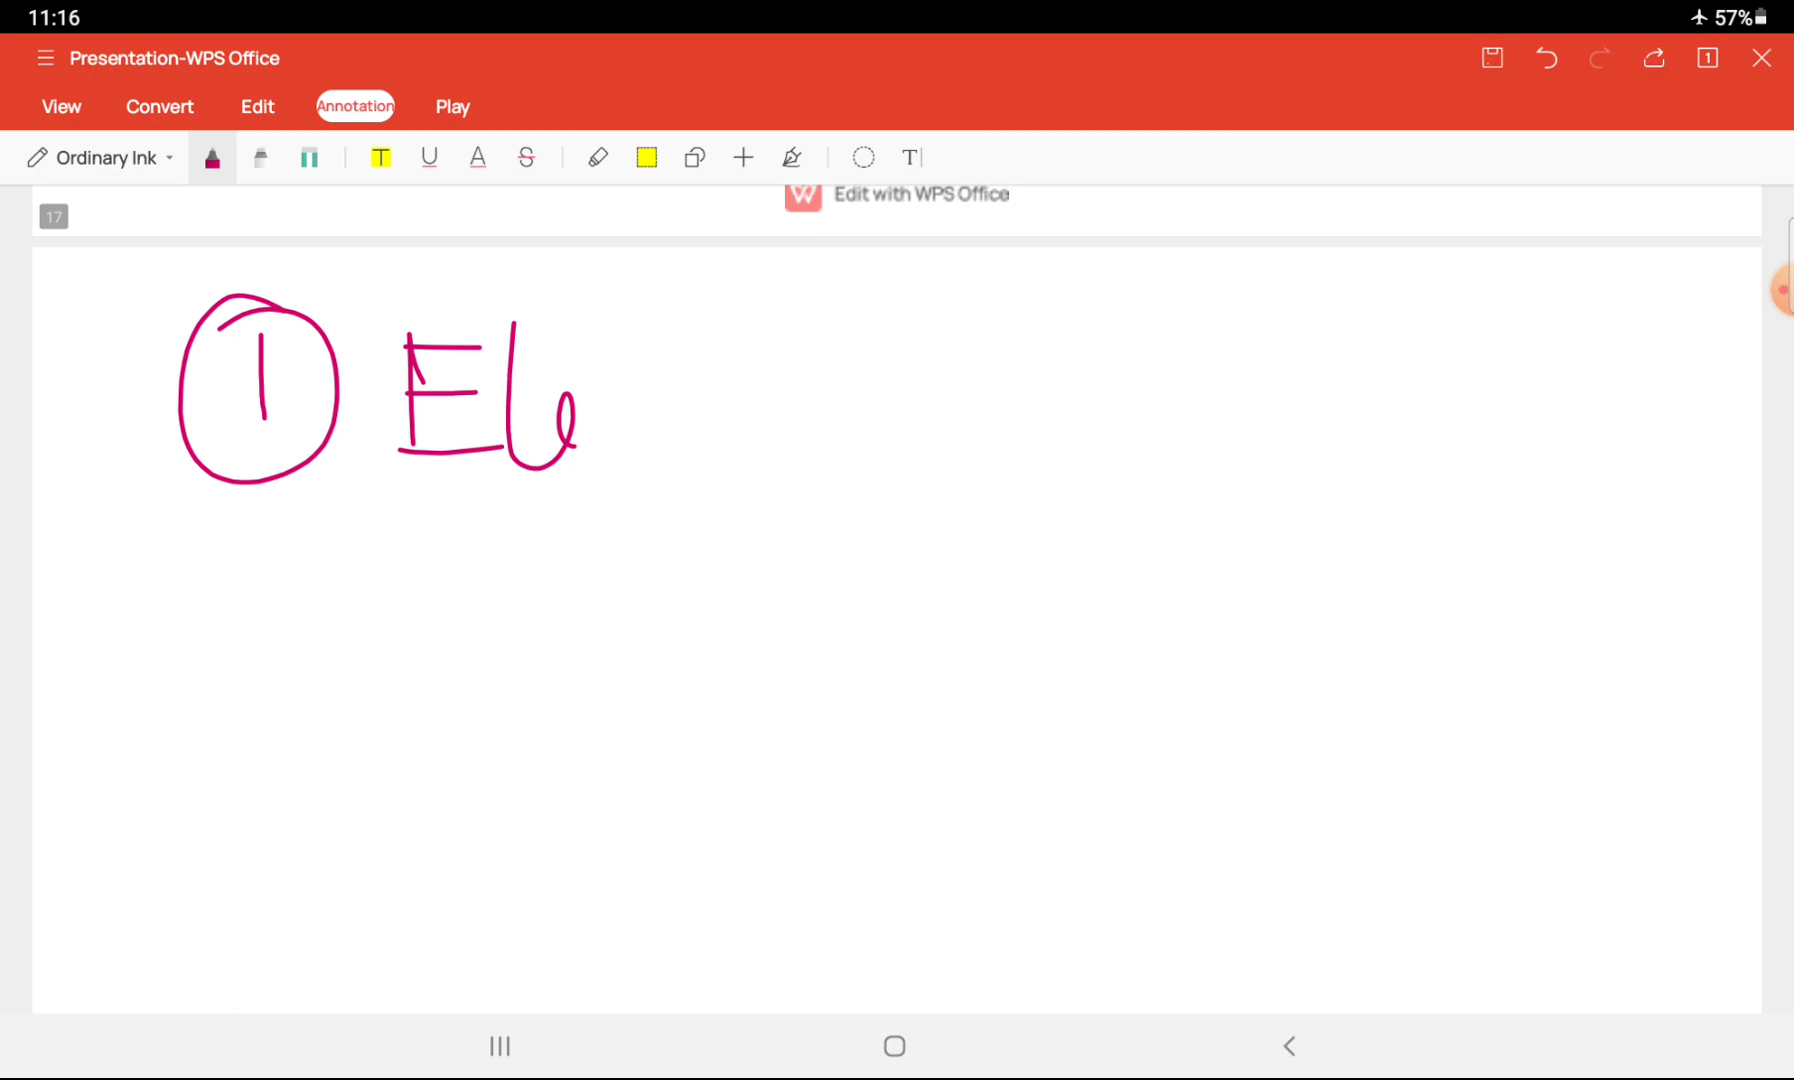 11:16
57%
Presentation-WPS Office
1
View Convert Edit Annotation Play
Ordinary Ink T U A S T
Edit with WPS Office
17
1 El